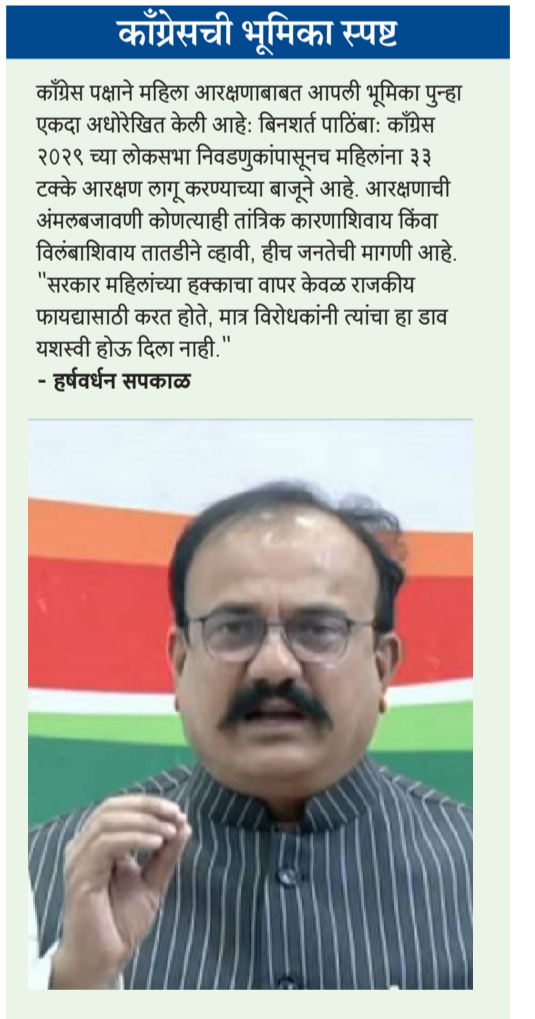 काँग्रेसची भूमिका स्पष्ट
काँग्रेस पक्षाने महिला आरक्षणाबाबत आपली भूमिका पुन्हा
एकदा अधोरेखित केली आहे: बिनशर्त पाठिंबा: काँग्रेस
२०२९ च्या लोकसभा निवडणुकांपासूनच महिलांना ३३
टक्के आरक्षण लागू करण्याच्या बाजूने आहे. आरक्षणाची
अंमलबजावणी कोणत्याही तांत्रिक कारणाशिवाय किंवा
विलंबाशिवाय तातडीने व्हावी, हीच जनतेची मागणी आहे.
"सरकार महिलांच्या हक्काचा वापर केवळ राजकीय
फायद्यासाठी करत होते, मात्र विरोधकांनी त्यांचा हा डाव
यशस्वी होऊ दिला नाही."
- हर्षवर्धन सपकाळ